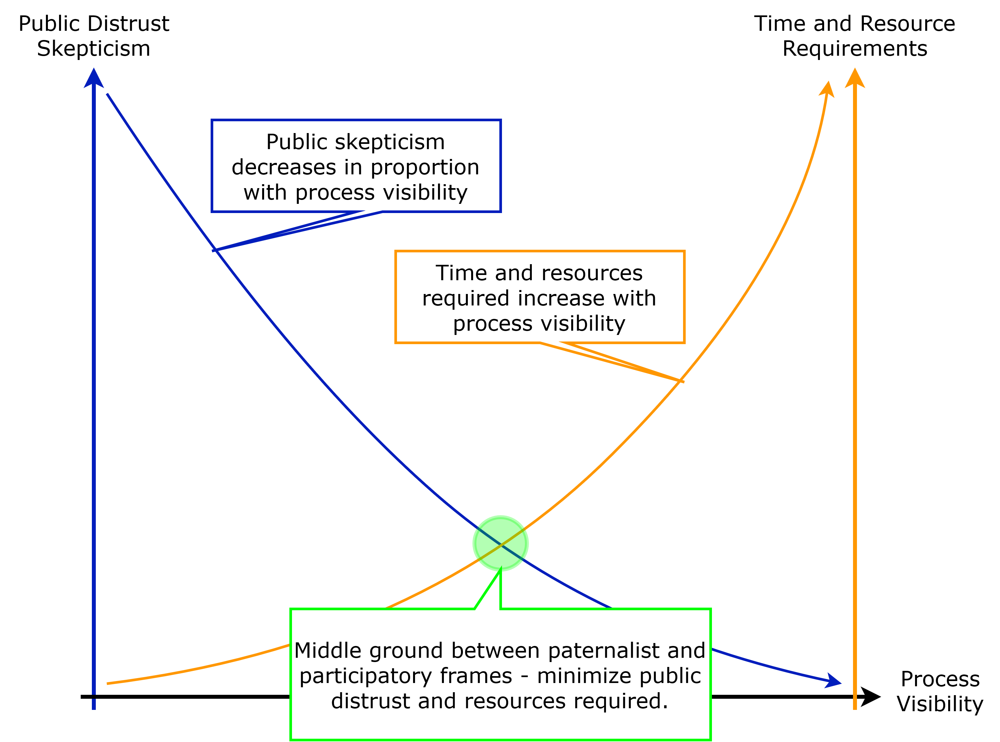 Public Distrust
Skepticism
Time and Resource
Requirements
Public skepticism
decreases in proportion
with process visibility
Time and resources
required increase with
process visibility
Middle ground between paternalist and
participatory frames - minimize public
distrust and resources required.
Process
Visibility